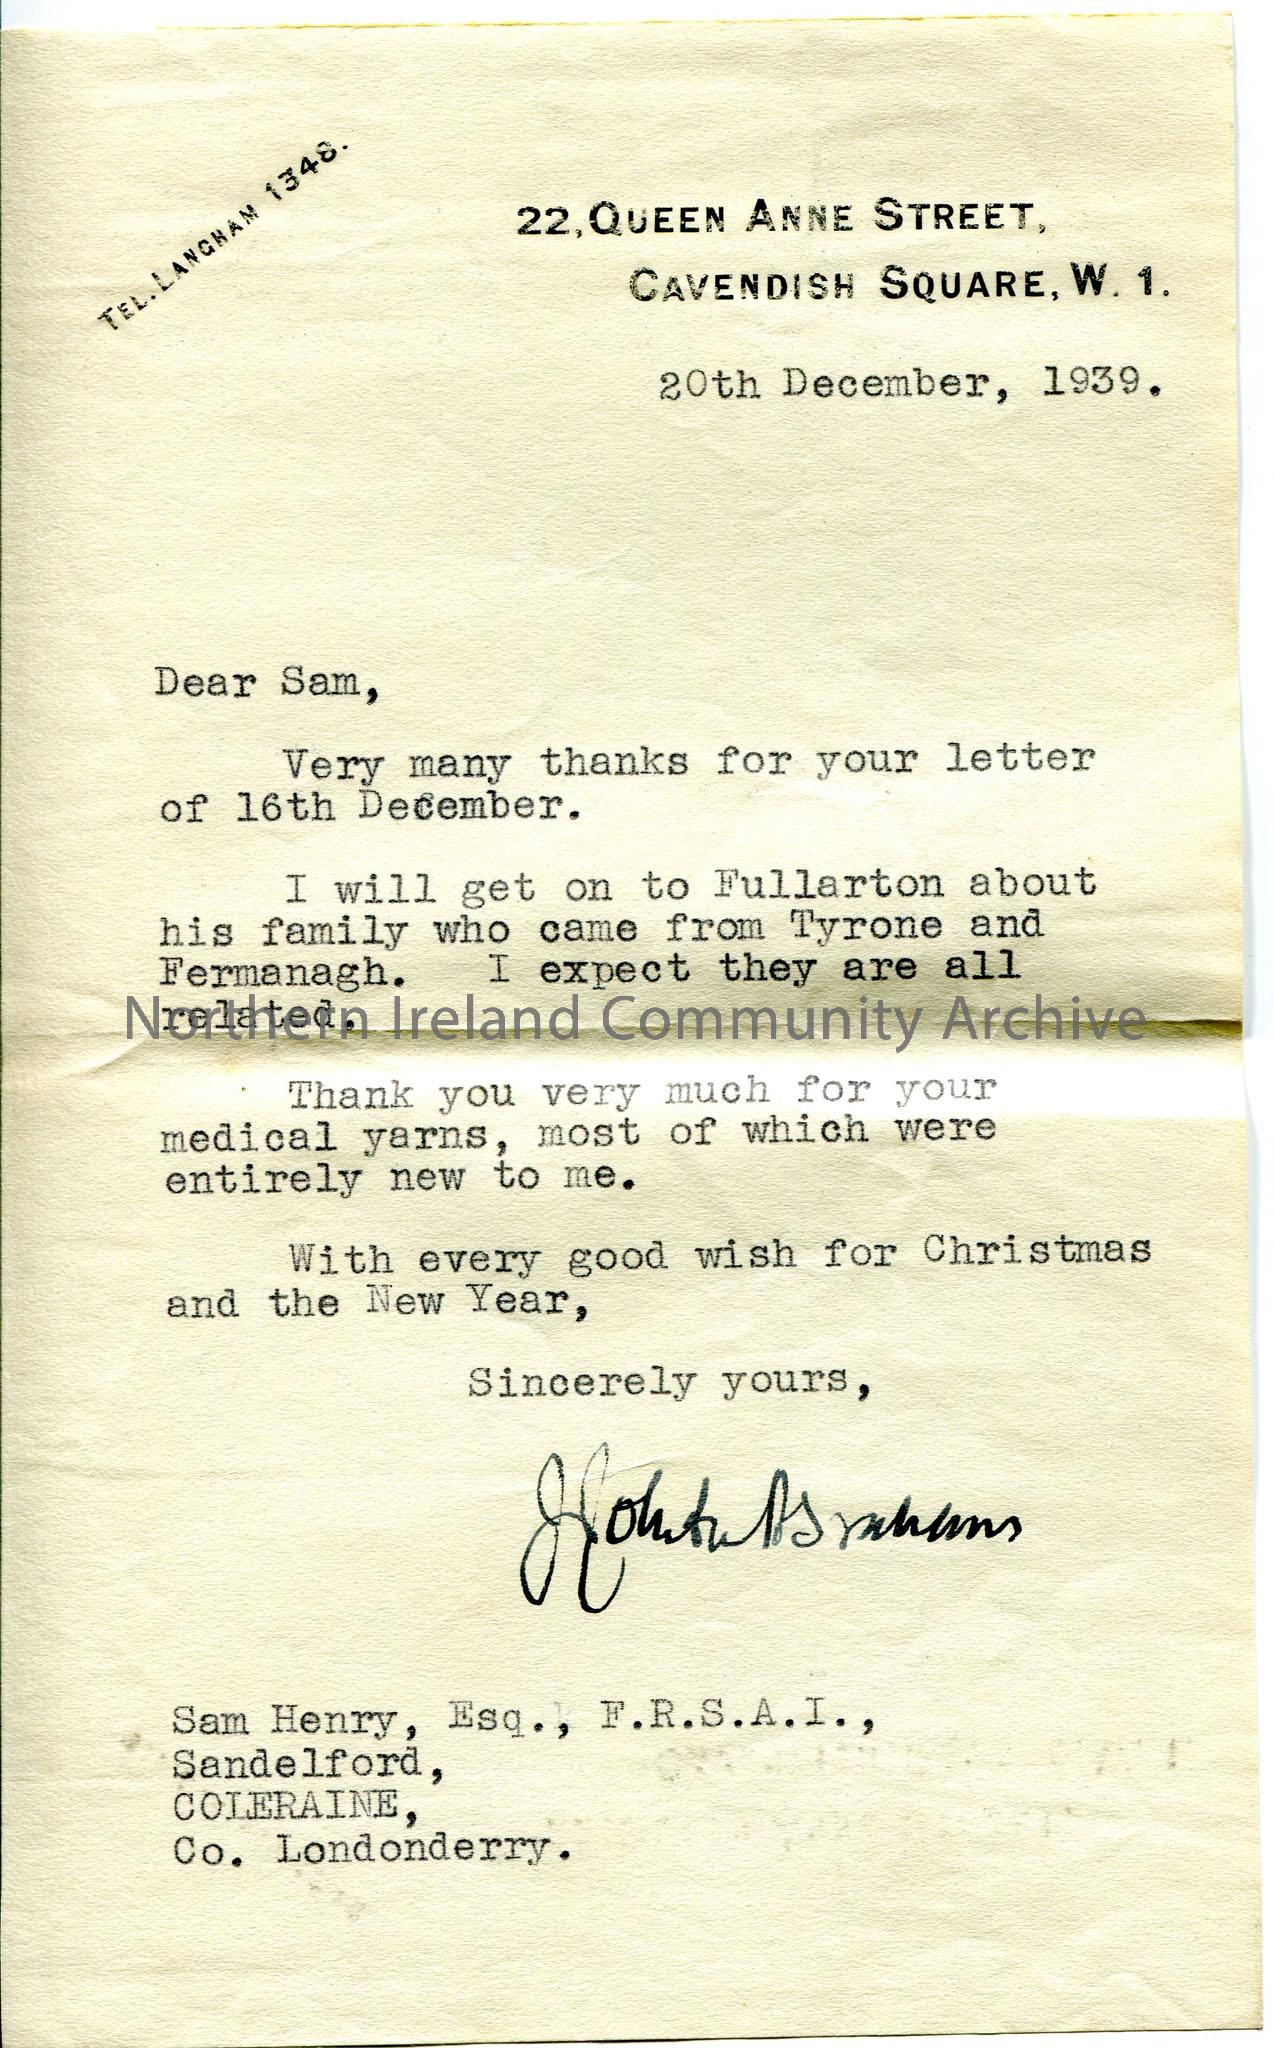 TEL. LANGHAM 1348.
22, QUEEN ANNE STREET,
CAVENDISH SQUARE, W. 1.
20th December, 1939.
Dear Sam,
Very many thanks for your letter
of 16th December.
I will get on to Fullarton about
his family who came from Tyrone and
Fermanagh. I expect they are all
related.
Northern Ireland Community Archive
Thank you very much for your
medical yarns, most of which were
entirely new to me.
With every good wish for Christmas
and the New Year,
Sincerely yours,
J Johnston Abraham
Sam Henry, Esq., F.R.S.A.I.,
Sandelford,
COLERAINE,
Co. Londonderry.